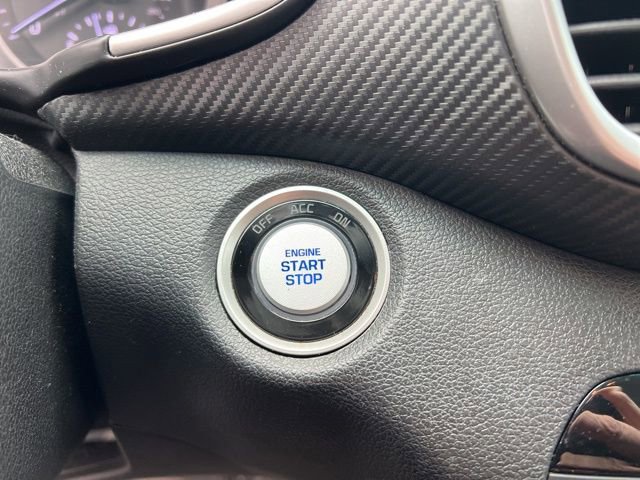 OFF ACC ON
ENGINE
START
STOP